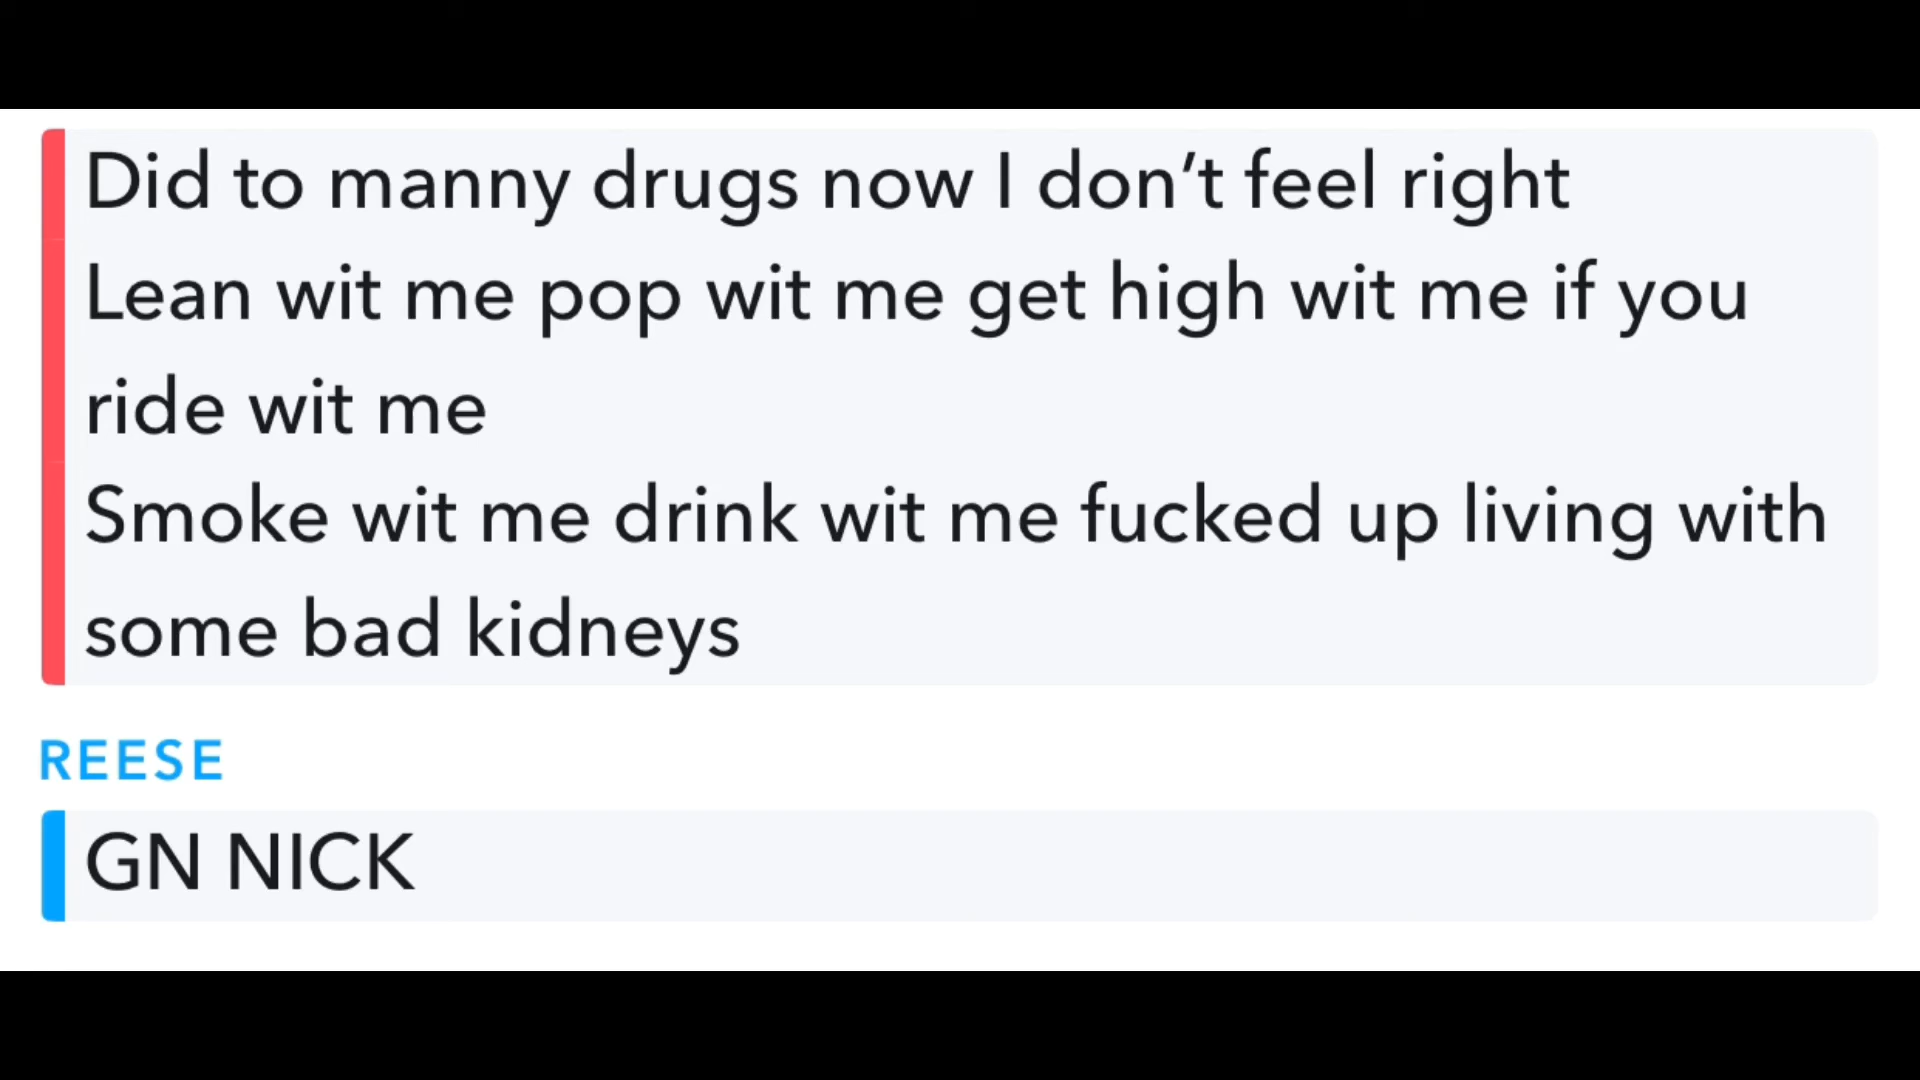 Did to manny drugs now I don’t feel right
Lean wit me pop wit me get high wit me if you
ride wit me
Smoke wit me drink wit me fucked up living with
some bad kidneys
REESE
GN NICK